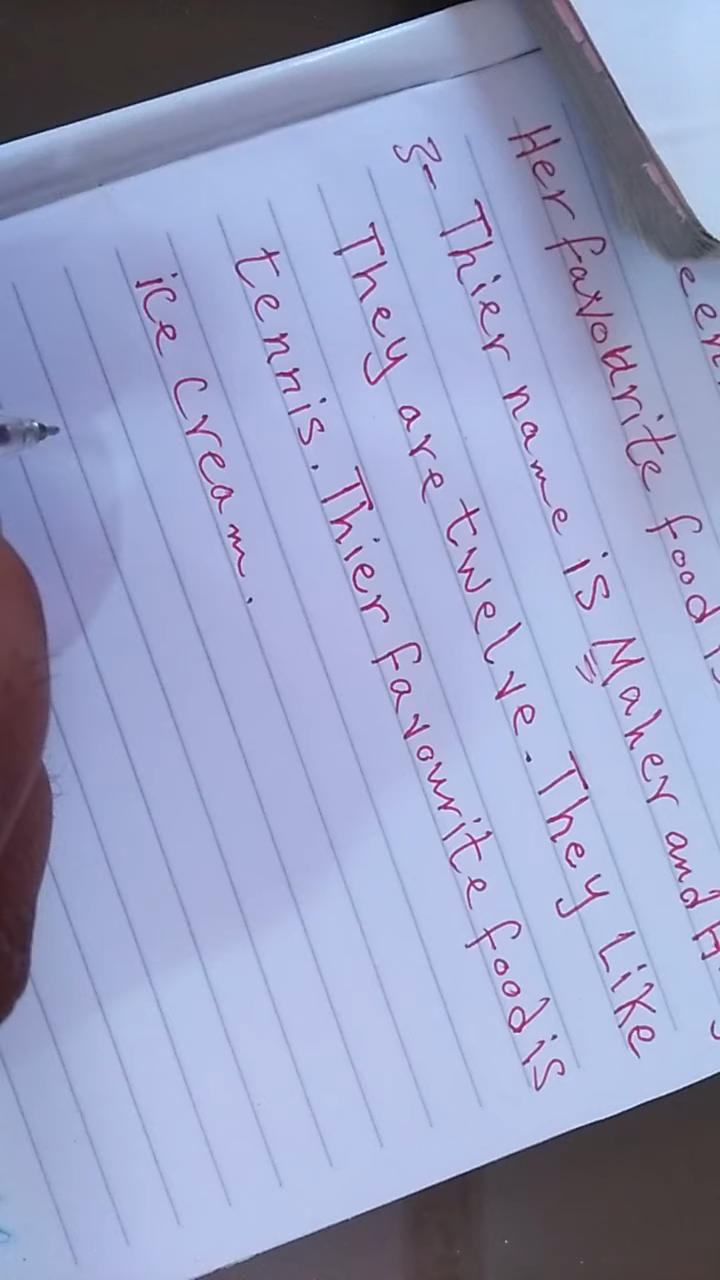 Her favourite food is
3- Thier name is Maher and
They are twelve. They Like
tennis. Thier favourite food is
ice cream.